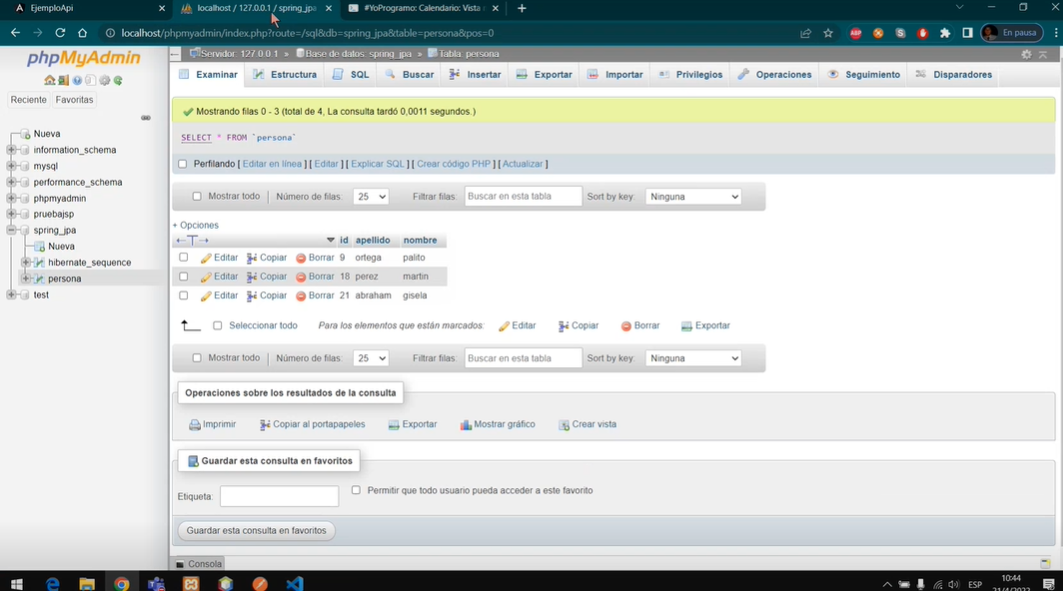 EjemploApi
localhost / 127.0.0.1 / spring_jpa
#YoProgramo: Calendario: Vista
localhost/phpmyadmin/index.php?route=/sql&db=spring_jpa&table=persona&pos=0
En pausa
phpMyAdmin
Reciente Favoritas
Nueva
information_schema
mysql
performance_schema
phpmyadmin
pruebajsp
spring_jpa
Nueva
hibernate_sequence
persona
test
Servidor: 127.0.0.1 » Base de datos: spring_jpa » Tabla: persona
Examinar Estructura SQL Buscar Insertar Exportar Importar Privilegios Operaciones Seguimiento Disparadores
Mostrando filas 0 - 3 (total de 4, La consulta tardó 0,0011 segundos.)
SELECT * FROM `persona`
Perfilando [ Editar en línea ] [ Editar ] [ Explicar SQL ] [ Crear código PHP ] [ Actualizar ]
Mostrar todo Número de filas: 25 Filtrar filas: Buscar en esta tabla Sort by key: Ninguna
+ Opciones
id apellido nombre
Editar Copiar Borrar 9 ortega palito
Editar Copiar Borrar 18 perez martin
Editar Copiar Borrar 21 abraham gisela
Seleccionar todo Para los elementos que están marcados: Editar Copiar Borrar Exportar
Mostrar todo Número de filas: 25 Filtrar filas: Buscar en esta tabla Sort by key: Ninguna
Operaciones sobre los resultados de la consulta
Imprimir Copiar al portapapeles Exportar Mostrar gráfico Crear vista
Guardar esta consulta en favoritos
Etiqueta: Permitir que todo usuario pueda acceder a este favorito
Guardar esta consulta en favoritos
Consola
ESP
10:44